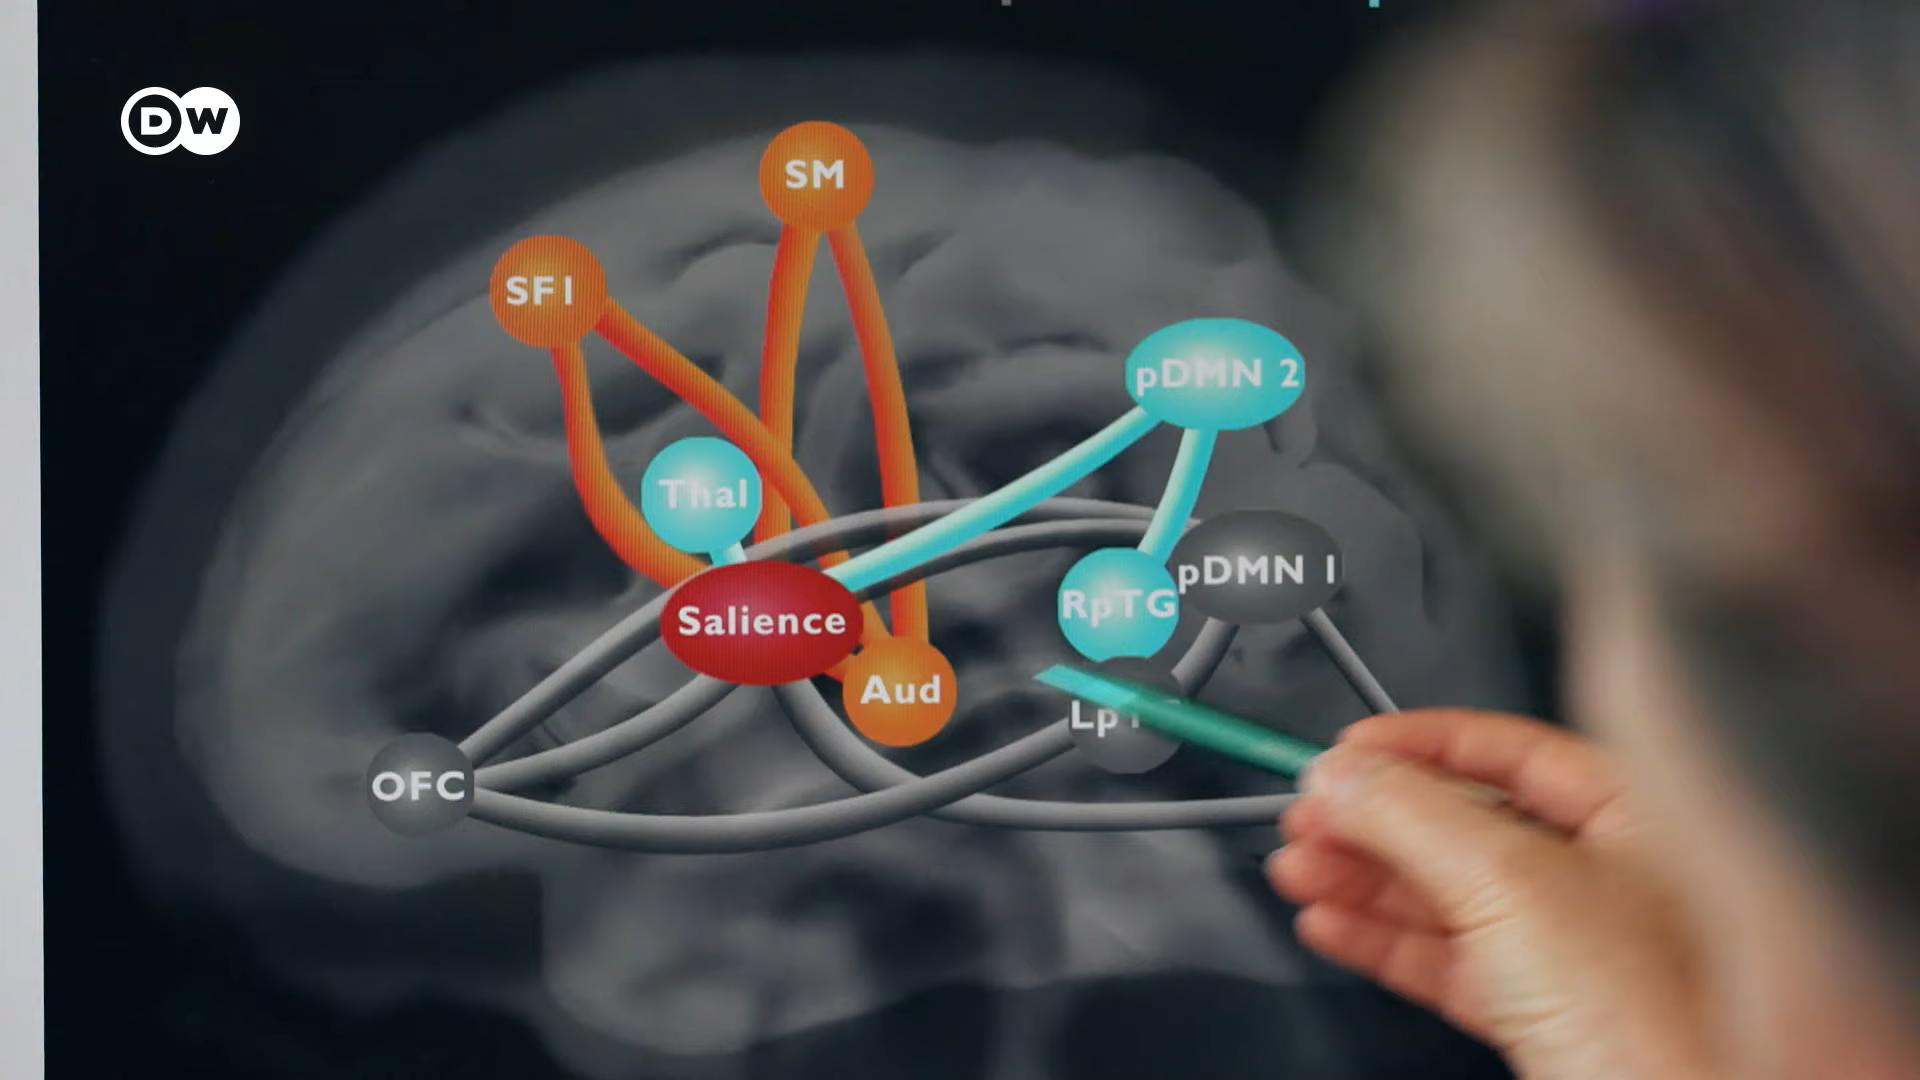 DW
SM
SF1
pDMN 2
Thal
pDMN 1
RpTG
Salience
Aud
OFC